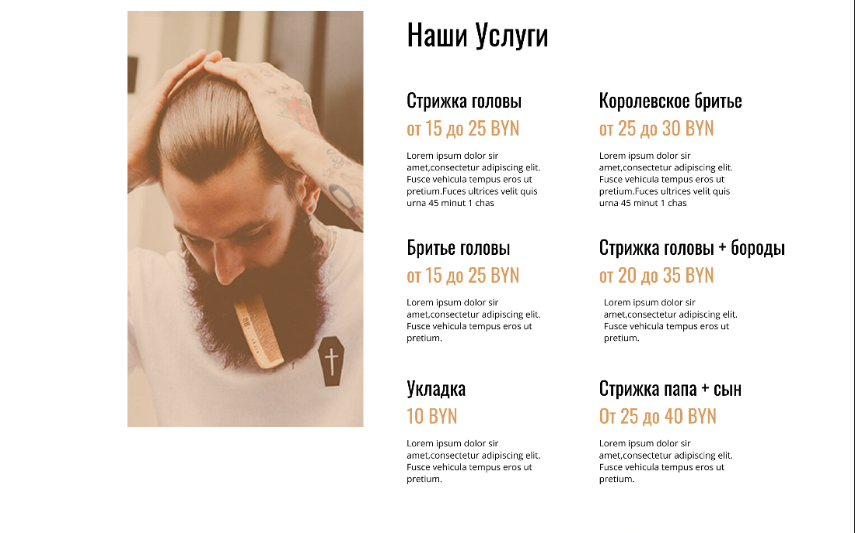 Наши Услуги
Стрижка головы
от 15 до 25 BYN
Lorem ipsum dolor sir
amet,consectetur adipiscing elit.
Fusce vehicula tempus eros ut
pretium.Fuces ultrices velit quis
urna 45 minut 1 chas
Королевское бритье
от 25 до 30 BYN
Lorem ipsum dolor sir
amet,consectetur adipiscing elit.
Fusce vehicula tempus eros ut
pretium.Fuces ultrices velit quis
urna 45 minut 1 chas
Бритье головы
от 15 до 25 BYN
Lorem ipsum dolor sir
amet,consectetur adipiscing elit.
Fusce vehicula tempus eros ut
pretium.
Стрижка головы + бороды
от 20 до 35 BYN
Lorem ipsum dolor sir
amet,consectetur adipiscing elit.
Fusce vehicula tempus eros ut
pretium.
Укладка
10 BYN
Lorem ipsum dolor sir
amet,consectetur adipiscing elit.
Fusce vehicula tempus eros ut
pretium.
Стрижка папа + сын
От 25 до 40 BYN
Lorem ipsum dolor sir
amet,consectetur adipiscing elit.
Fusce vehicula tempus eros ut
pretium.